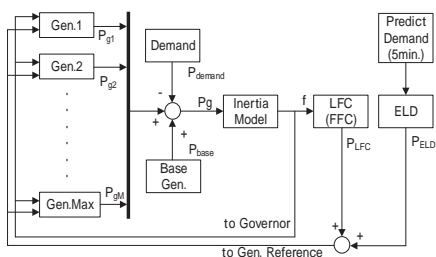 Gen.1
Pg1
Gen.2
Pg2
Gen.Max
PgM
Demand
Pdemand
-
+
+
Pg
Pbase
Base
Gen.
Inertia
Model
f
LFC
(FFC)
PLFC
Predict
Demand
(5min.)
ELD
PELD
+
+
to Governor
to Gen. Reference